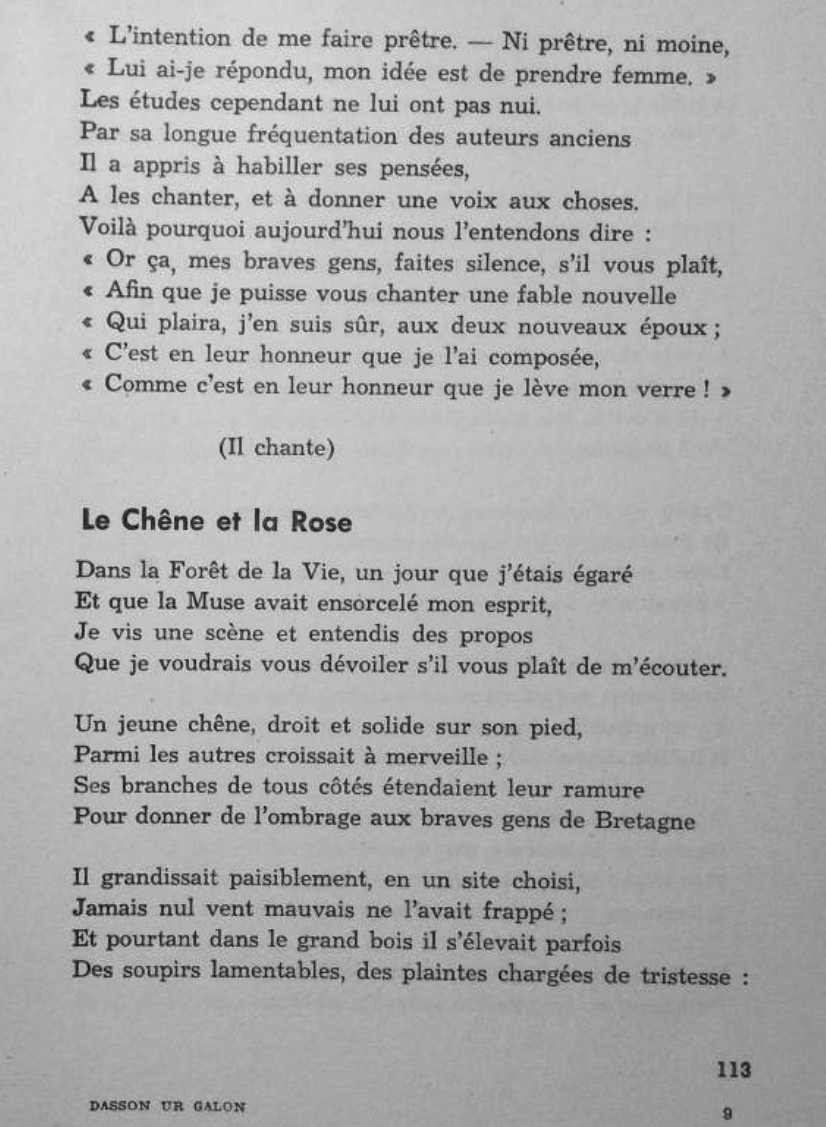 « L'intention de me faire prêtre. — Ni prêtre, ni moine,
« Lui ai-je répondu, mon idée est de prendre femme. »
Les études cependant ne lui ont pas nui.
Par sa longue fréquentation des auteurs anciens
Il a appris à habiller ses pensées,
A les chanter, et à donner une voix aux choses.
Voilà pourquoi aujourd'hui nous l'entendons dire :
« Or ça, mes braves gens, faites silence, s'il vous plaît,
« Afin que je puisse vous chanter une fable nouvelle
« Qui plaira, j'en suis sûr, aux deux nouveaux époux ;
« C'est en leur honneur que je l'ai composée,
« Comme c'est en leur honneur que je lève mon verre ! »
(Il chante)
Le Chêne et la Rose
Dans la Forêt de la Vie, un jour que j'étais égaré
Et que la Muse avait ensorcelé mon esprit,
Je vis une scène et entendis des propos
Que je voudrais vous dévoiler s'il vous plaît de m'écouter.
Un jeune chêne, droit et solide sur son pied,
Parmi les autres croissait à merveille ;
Ses branches de tous côtés étendaient leur ramure
Pour donner de l'ombrage aux braves gens de Bretagne
Il grandissait paisiblement, en un site choisi,
Jamais nul vent mauvais ne l'avait frappé ;
Et pourtant dans le grand bois il s'élevait parfois
Des soupirs lamentables, des plaintes chargées de tristesse :
113
DASSON UR GALON
9